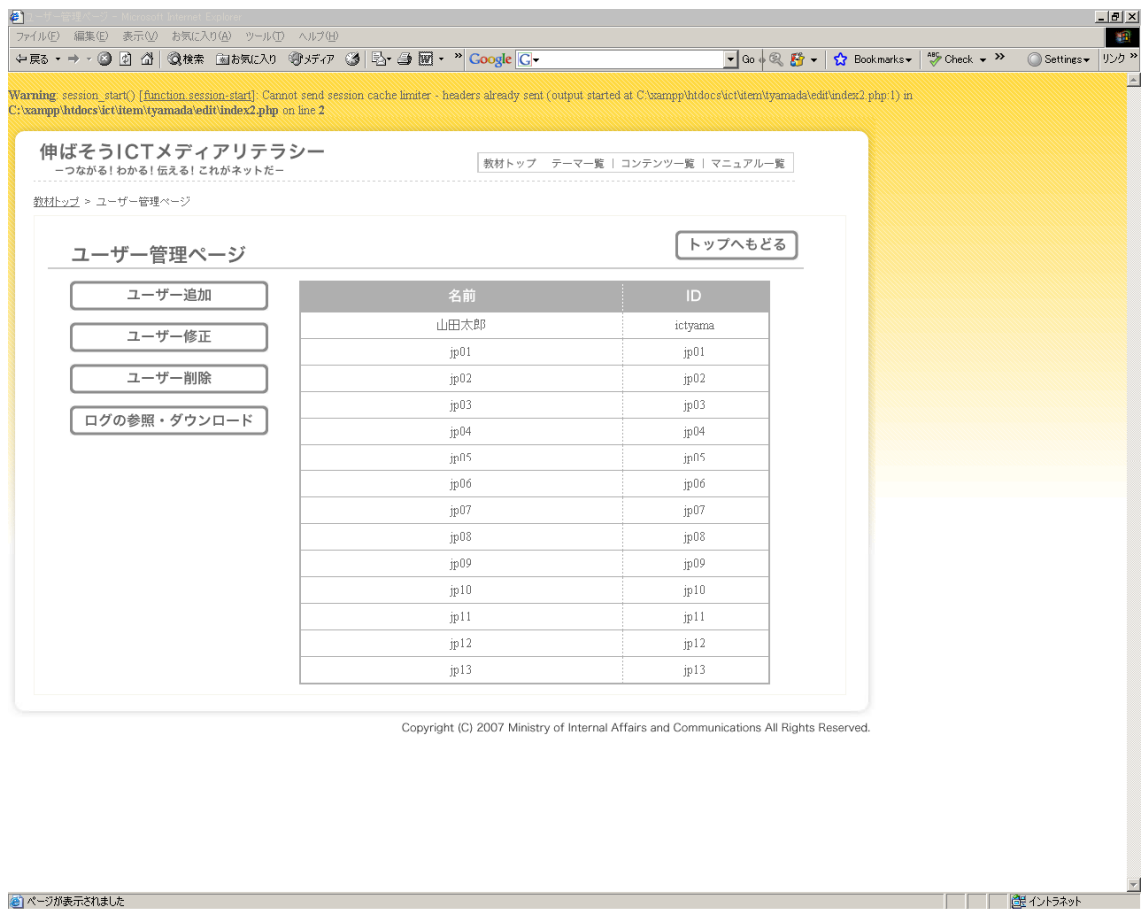 ユーザー管理ページ - Microsoft Internet Explorer
ファイル(F) 編集(E) 表示(V) お気に入り(A) ツール(T) ヘルプ(H)
戻る 検索 お気に入り メディア Google G Go Bookmarks ABC Check Settings リンク
Warning: session_start() [function.session-start]: Cannot send session cache limiter - headers already sent (output started at C:\xampp\htdocs\ict\item\tyamada\edit\index2.php:1) in
C:\xampp\htdocs\ict\item\tyamada\edit\index2.php on line 2
伸ばそうICTメディアリテラシー
-つながる!わかる!伝える!これがネットだ-
教材トップ テーマ一覧 | コンテンツ一覧 | マニュアル一覧
教材トップ > ユーザー管理ページ
ユーザー管理ページ
トップへもどる
ユーザー追加
ユーザー修正
ユーザー削除
ログの参照・ダウンロード
名前 ID
山田太郎 ictyama
jp01 jp01
jp02 jp02
jp03 jp03
jp04 jp04
jp05 jp05
jp06 jp06
jp07 jp07
jp08 jp08
jp09 jp09
jp10 jp10
jp11 jp11
jp12 jp12
jp13 jp13
Copyright (C) 2007 Ministry of Internal Affairs and Communications All Rights Reserved.
ページが表示されました イントラネット